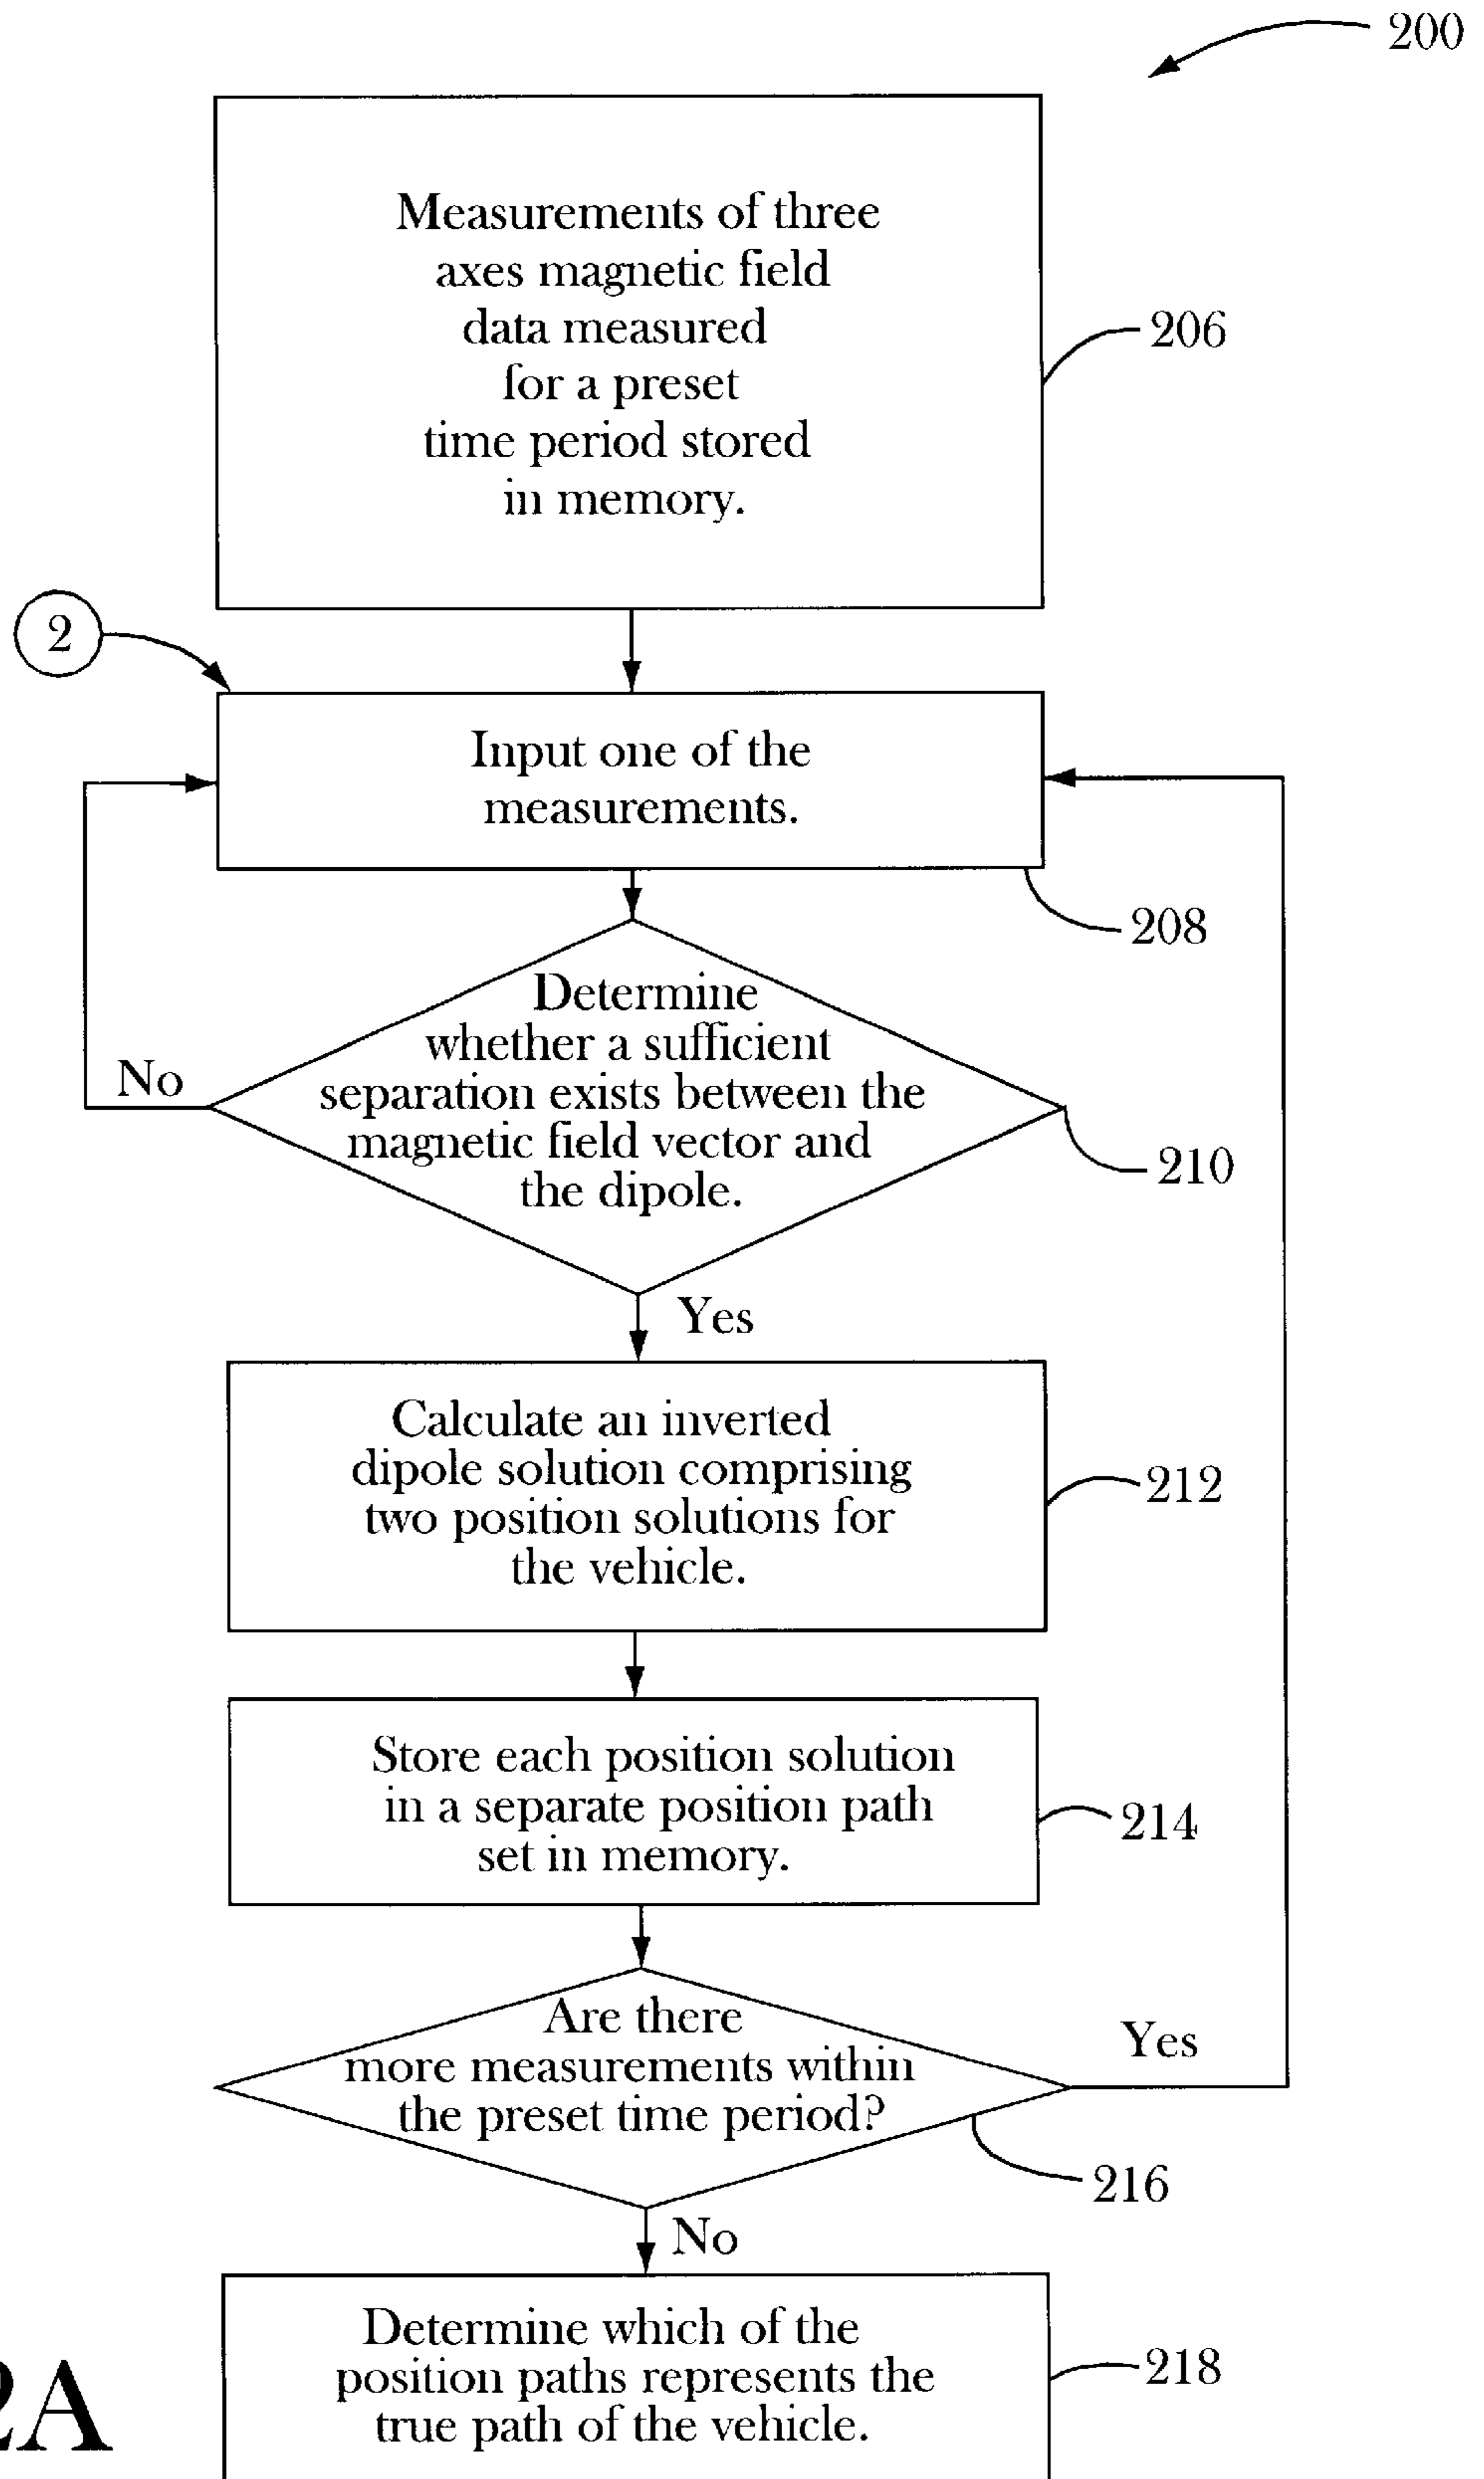 200
Measurements of three
axes magnetic field
data measured
for a preset
time period stored
in memory.
206
2
Input one of the
measurements.
208
Determine
whether a sufficient
separation exists between the
magnetic field vector and
the dipole.
No
210
Yes
Calculate an inverted
dipole solution comprising
two position solutions for
the vehicle.
212
Store each position solution
in a separate position path
set in memory.
214
Are there
more measurements within
the preset time period?
Yes
216
No
Determine which of the
position paths represents the
true path of the vehicle.
218
2A